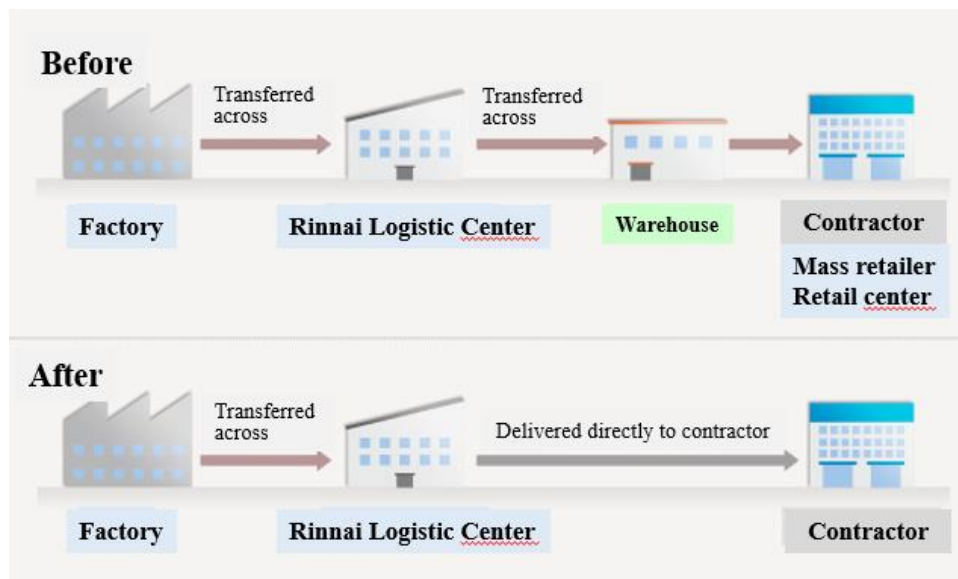 Before
Transferred
across
Transferred
across
Factory
Rinnai Logistic Center
Warehouse
Contractor
Mass retailer
Retail center
After
Transferred
across
Delivered directly to contractor
Factory
Rinnai Logistic Center
Contractor